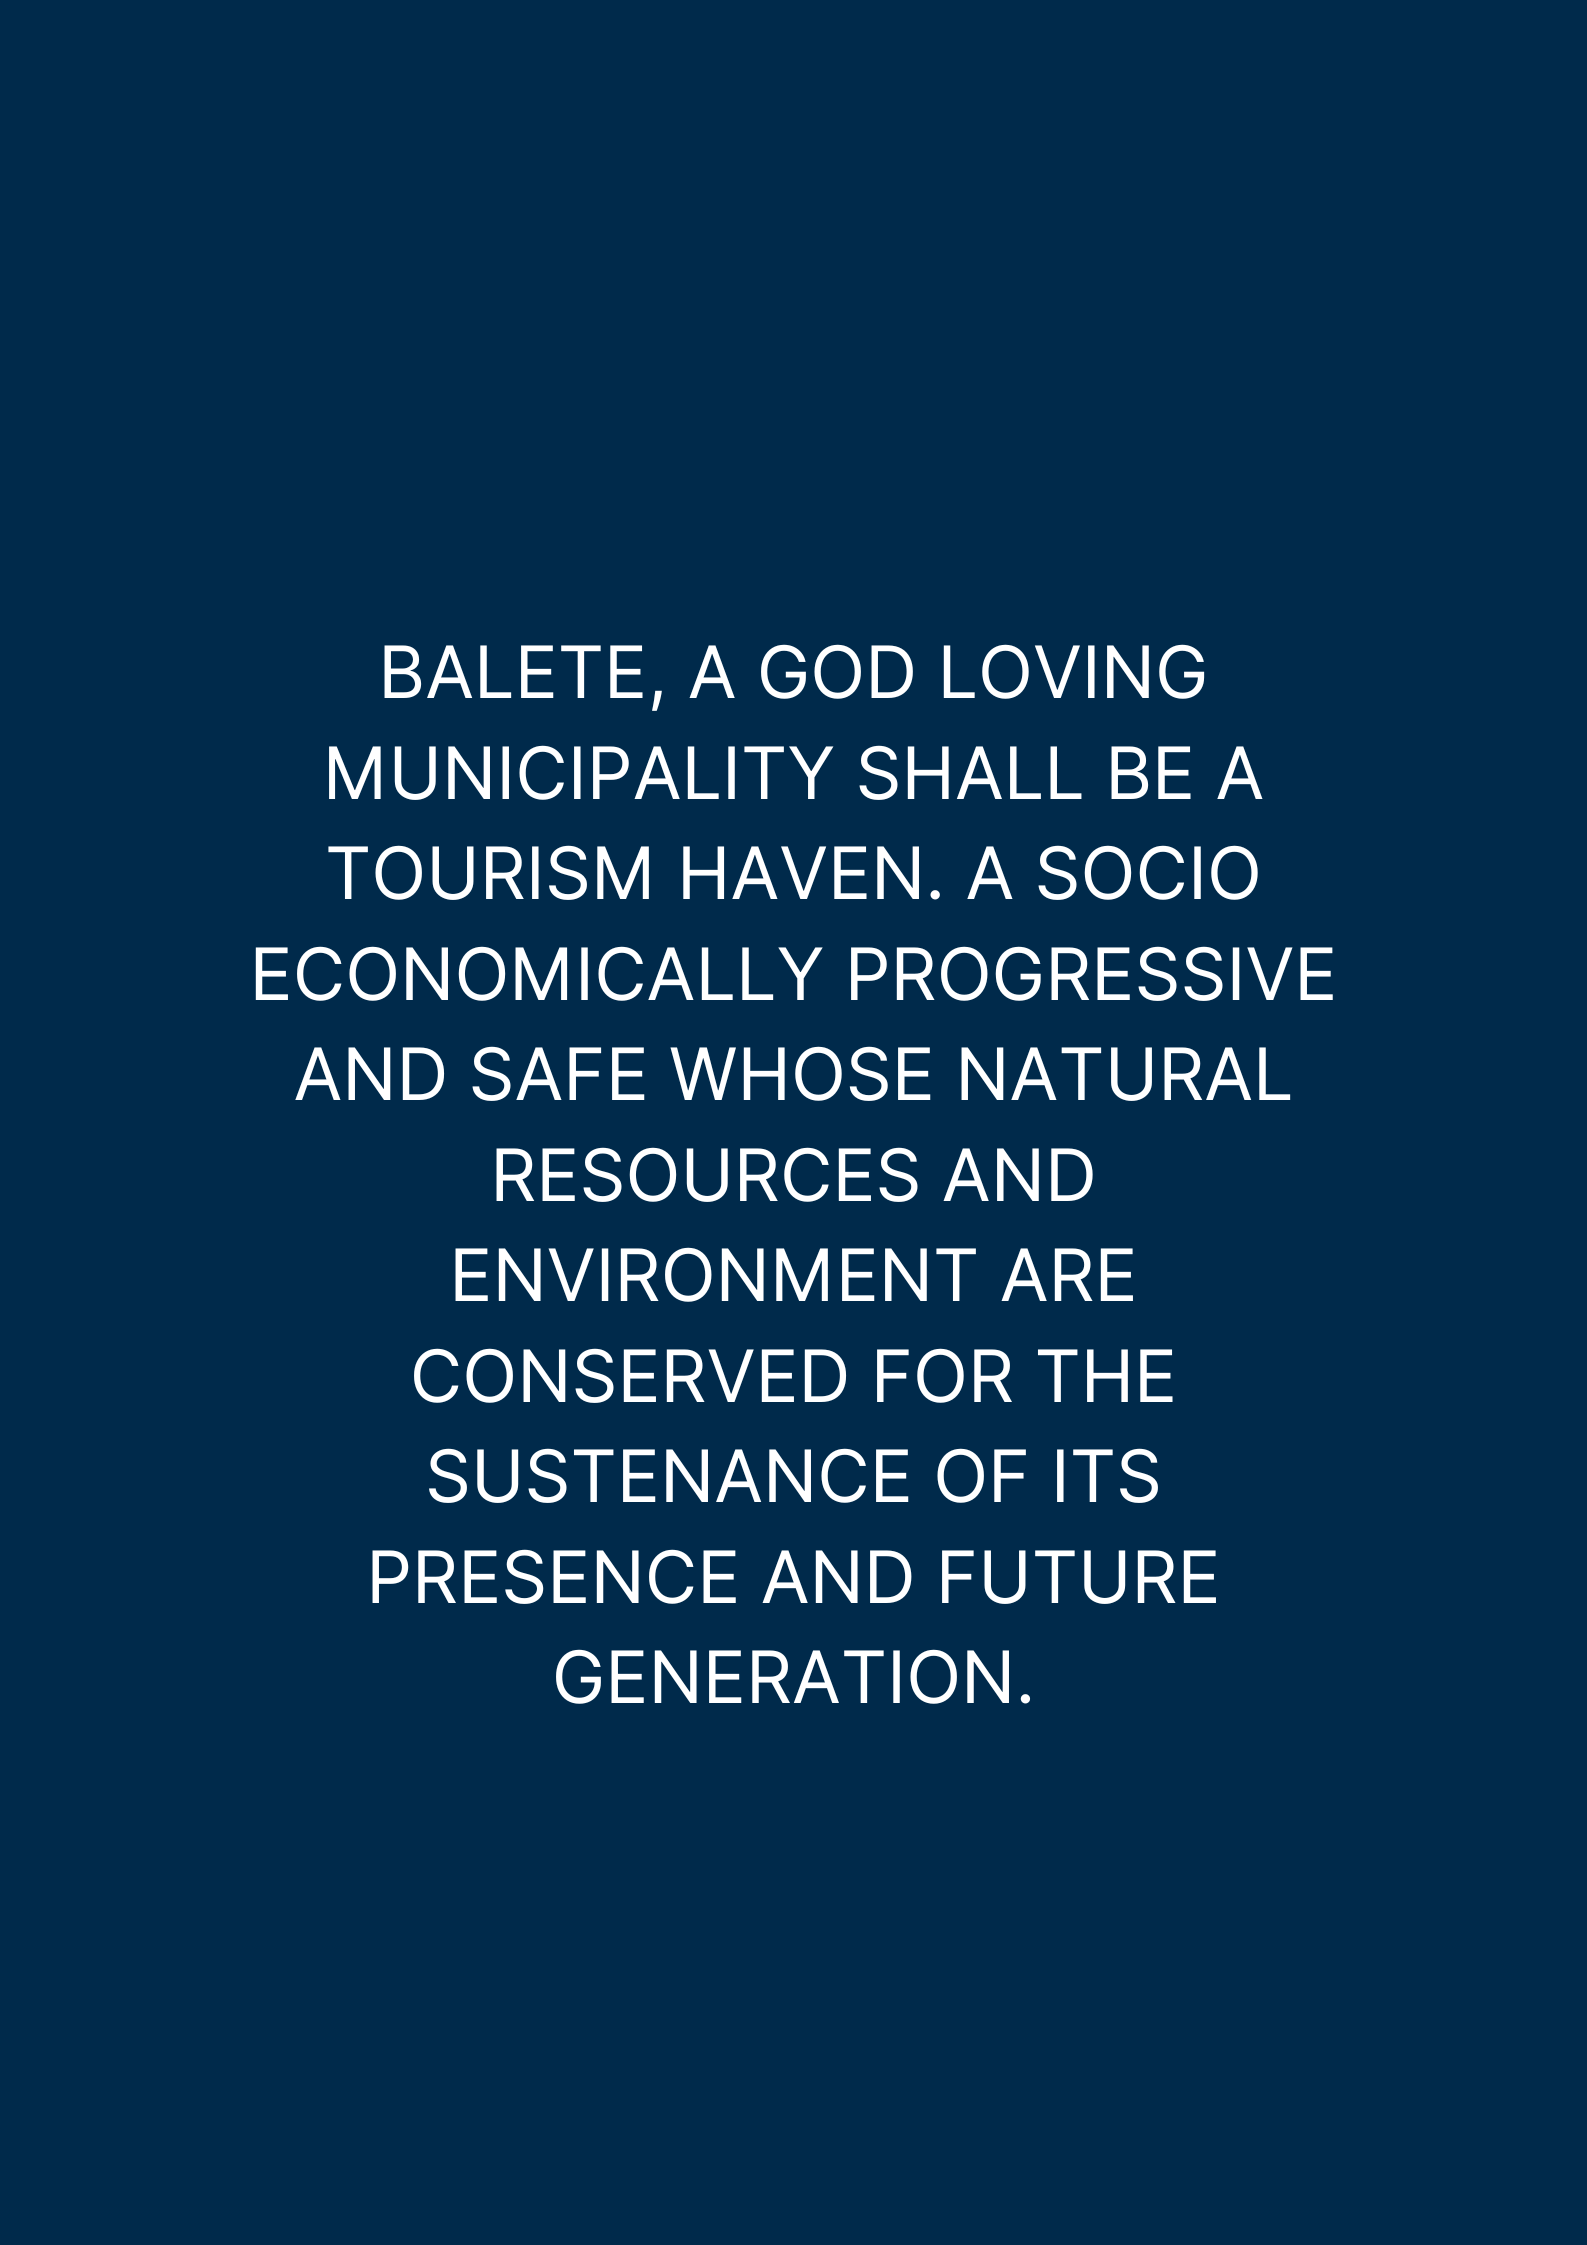 BALETE, A GOD LOVING
MUNICIPALITY SHALL BE A
TOURISM HAVEN. A SOCIO
ECONOMICALLY PROGRESSIVE
AND SAFE WHOSE NATURAL
RESOURCES AND
ENVIRONMENT ARE
CONSERVED FOR THE
SUSTENANCE OF ITS
PRESENCE AND FUTURE
GENERATION.